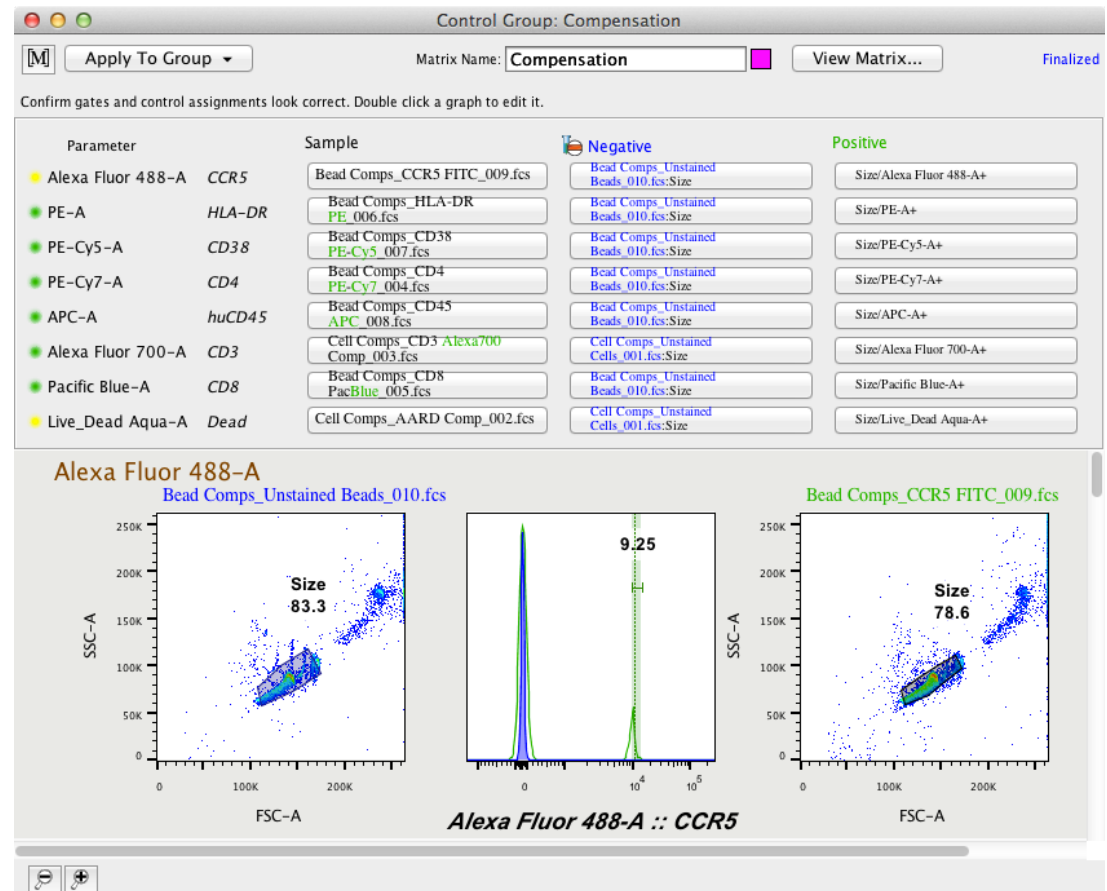 Control Group: Compensation
[M] Apply To Group Matrix Name: Compensation View Matrix... Finalized
Confirm gates and control assignments look correct. Double click a graph to edit it.
Parameter Sample Negative Positive
Alexa Fluor 488-A CCR5 Bead Comps_CCR5 FITC_009.fcs Bead Comps_Unstained Beads_010.fcs:Size Size/Alexa Fluor 488-A+
PE-A HLA-DR Bead Comps_HLA-DR PE_006.fcs Bead Comps_Unstained Beads_010.fcs:Size Size/PE-A+
PE-Cy5-A CD38 Bead Comps_CD38 PE-Cy5_007.fcs Bead Comps_Unstained Beads_010.fcs:Size Size/PE-Cy5-A+
PE-Cy7-A CD4 Bead Comps_CD4 PE-Cy7_004.fcs Bead Comps_Unstained Beads_010.fcs:Size Size/PE-Cy7-A+
APC-A huCD45 Bead Comps_CD45 APC_008.fcs Bead Comps_Unstained Beads_010.fcs:Size Size/APC-A+
Alexa Fluor 700-A CD3 Cell Comps_CD3 Alexa700 Comp_003.fcs Cell Comps_Unstained Cells_001.fcs:Size Size/Alexa Fluor 700-A+
Pacific Blue-A CD8 Bead Comps_CD8 PacBlue_005.fcs Bead Comps_Unstained Beads_010.fcs:Size Size/Pacific Blue-A+
Live_Dead Aqua-A Dead Cell Comps_AARD Comp_002.fcs Cell Comps_Unstained Cells_001.fcs:Size Size/Live_Dead Aqua-A+
Alexa Fluor 488-A
Bead Comps_Unstained Beads_010.fcs Bead Comps_CCR5 FITC_009.fcs
250K
200K
150K
100K
50K
0
SSC-A
Size
83.3
0 100K 200K
FSC-A
9.25
0 10^4 10^5
Alexa Fluor 488-A :: CCR5
250K
200K
150K
100K
50K
0
SSC-A
Size
78.6
0 100K 200K
FSC-A